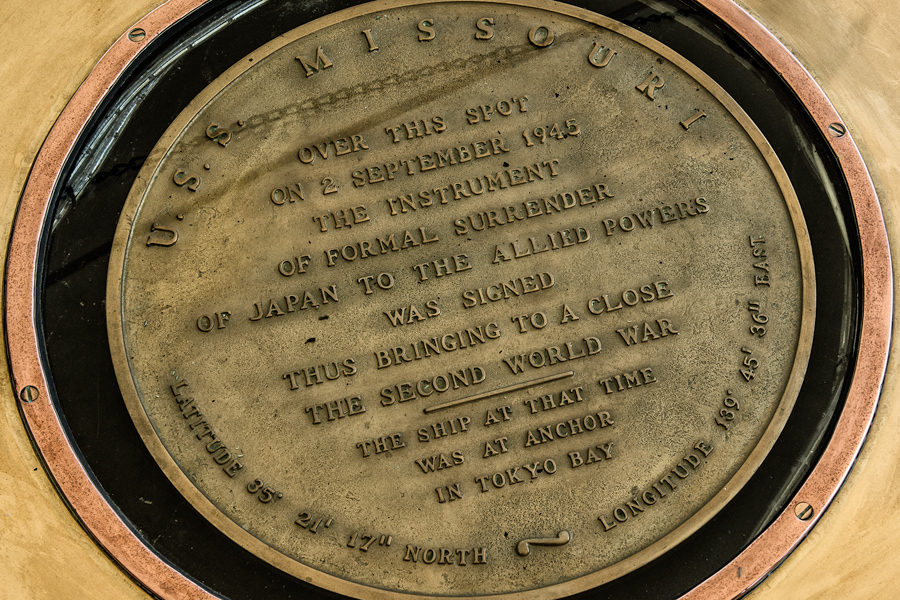 U.S.S. MISSOURI
OVER THIS SPOT
ON 2 SEPTEMBER 1945
THE INSTRUMENT
OF FORMAL SURRENDER
OF JAPAN TO THE ALLIED POWERS
WAS SIGNED
THUS BRINGING TO A CLOSE
THE SECOND WORLD WAR
THE SHIP AT THAT TIME
WAS AT ANCHOR
IN TOKYO BAY
LATITUDE 35° 21' 17" NORTH ~ LONGITUDE 139° 45' 36" EAST